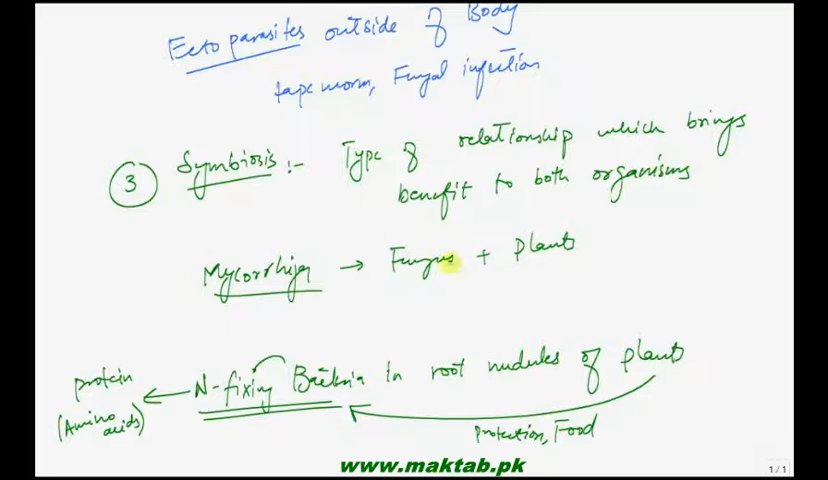 Ecto parasites outside of Body
tape worm, Fungal infection
3 Symbiosis :- Type of relationship which brings
benefit to both organisms
Mycorrhiza → Fungus + Plants
N-fixing Bacteria in root nudules of plants
protein
(Amino acids)
protection, Food
www.maktab.pk
1/1